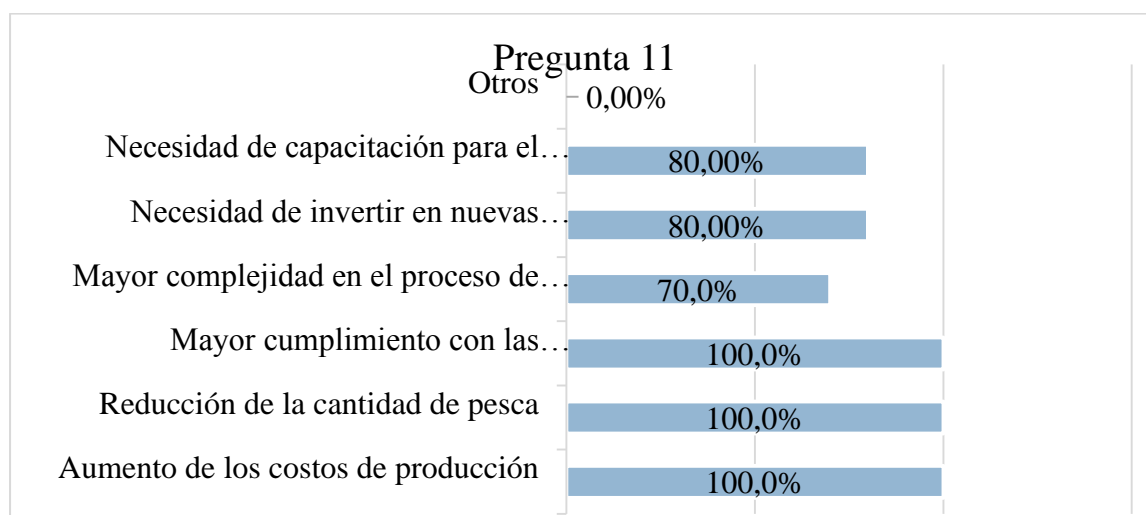 Pregunta 11
Otros
0,00%
Necesidad de capacitación para el…
80,00%
Necesidad de invertir en nuevas…
80,00%
Mayor complejidad en el proceso de…
70,0%
Mayor cumplimiento con las…
100,0%
Reducción de la cantidad de pesca
100,0%
Aumento de los costos de producción
100,0%